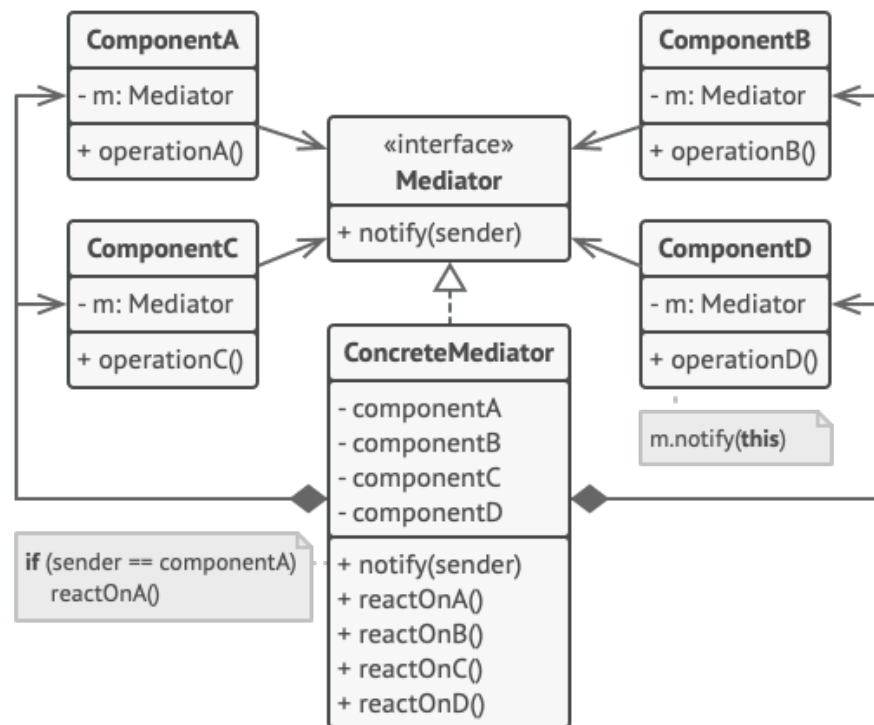 ComponentA
- m: Mediator
+ operationA()
ComponentB
- m: Mediator
+ operationB()
«interface»
Mediator
+ notify(sender)
ComponentC
- m: Mediator
+ operationC()
ComponentD
- m: Mediator
+ operationD()
m.notify(this)
ConcreteMediator
- componentA
- componentB
- componentC
- componentD
+ notify(sender)
+ reactOnA()
+ reactOnB()
+ reactOnC()
+ reactOnD()
if (sender == componentA)
reactOnA()